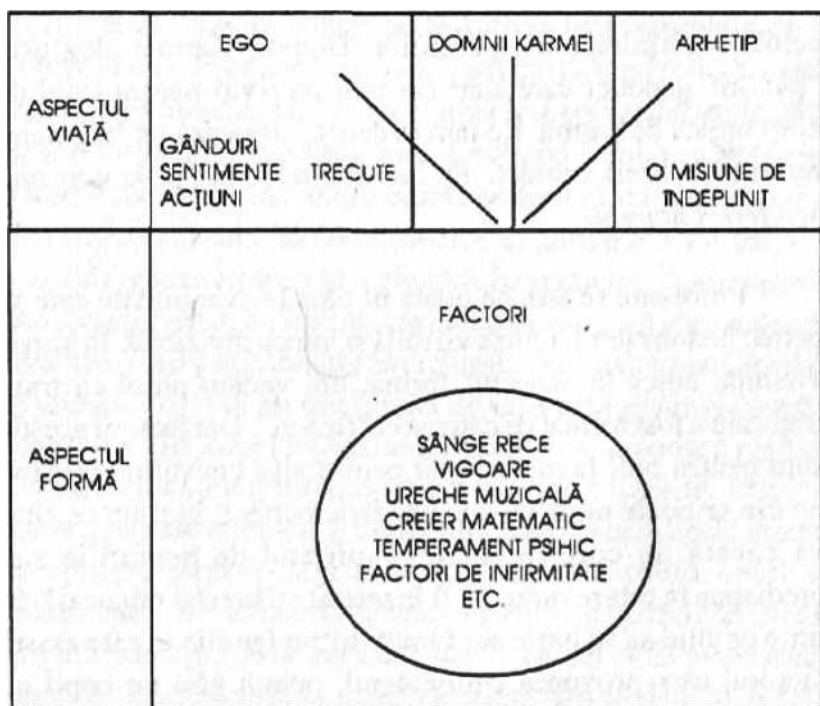 EGO
DOMNII KARMEI
ARHETIP
ASPECTUL
VIAȚĂ
GÂNDURI
SENTIMENTE TRECUTE
ACȚIUNI
O MISIUNE DE
ÎNDEPLINIT
ASPECTUL
FORMĂ
FACTORI
SÂNGE RECE
VIGOARE
URECHE MUZICALĂ
CREIER MATEMATIC
TEMPERAMENT PSIHIC
FACTORI DE INFIRMITATE
ETC.